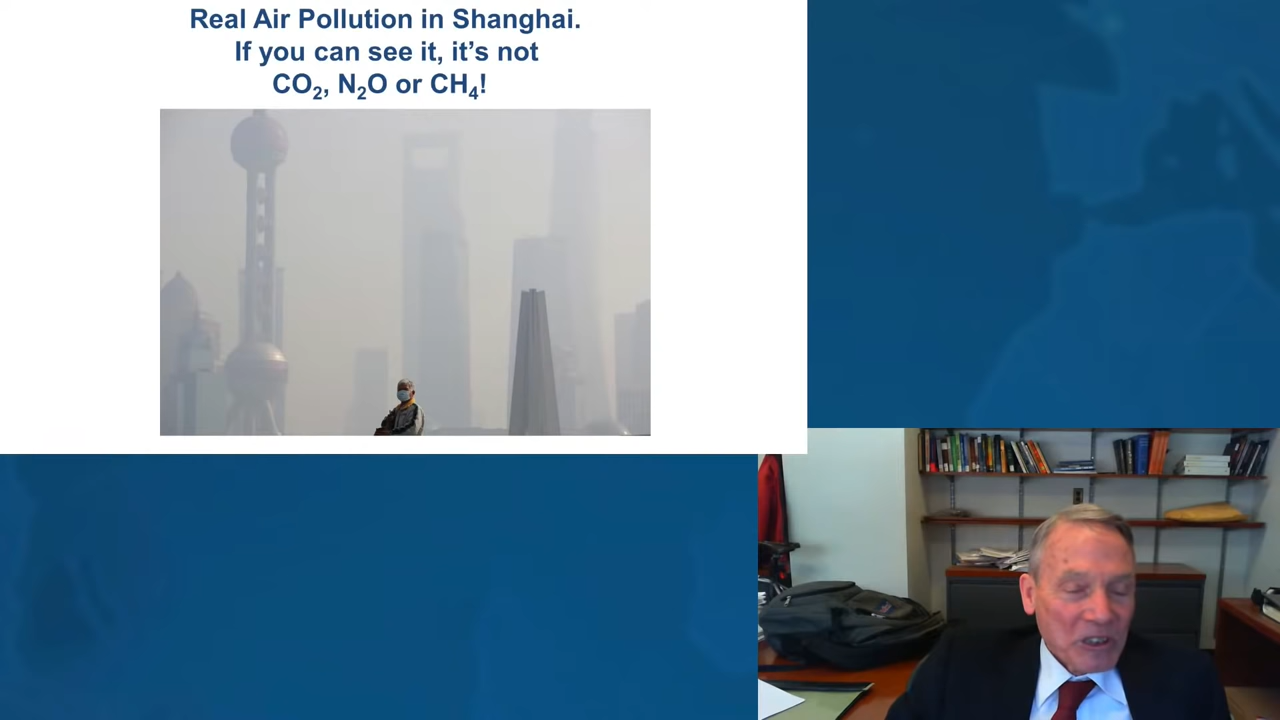 Real Air Pollution in Shanghai.
If you can see it, it’s not
CO₂, N₂O or CH₄!